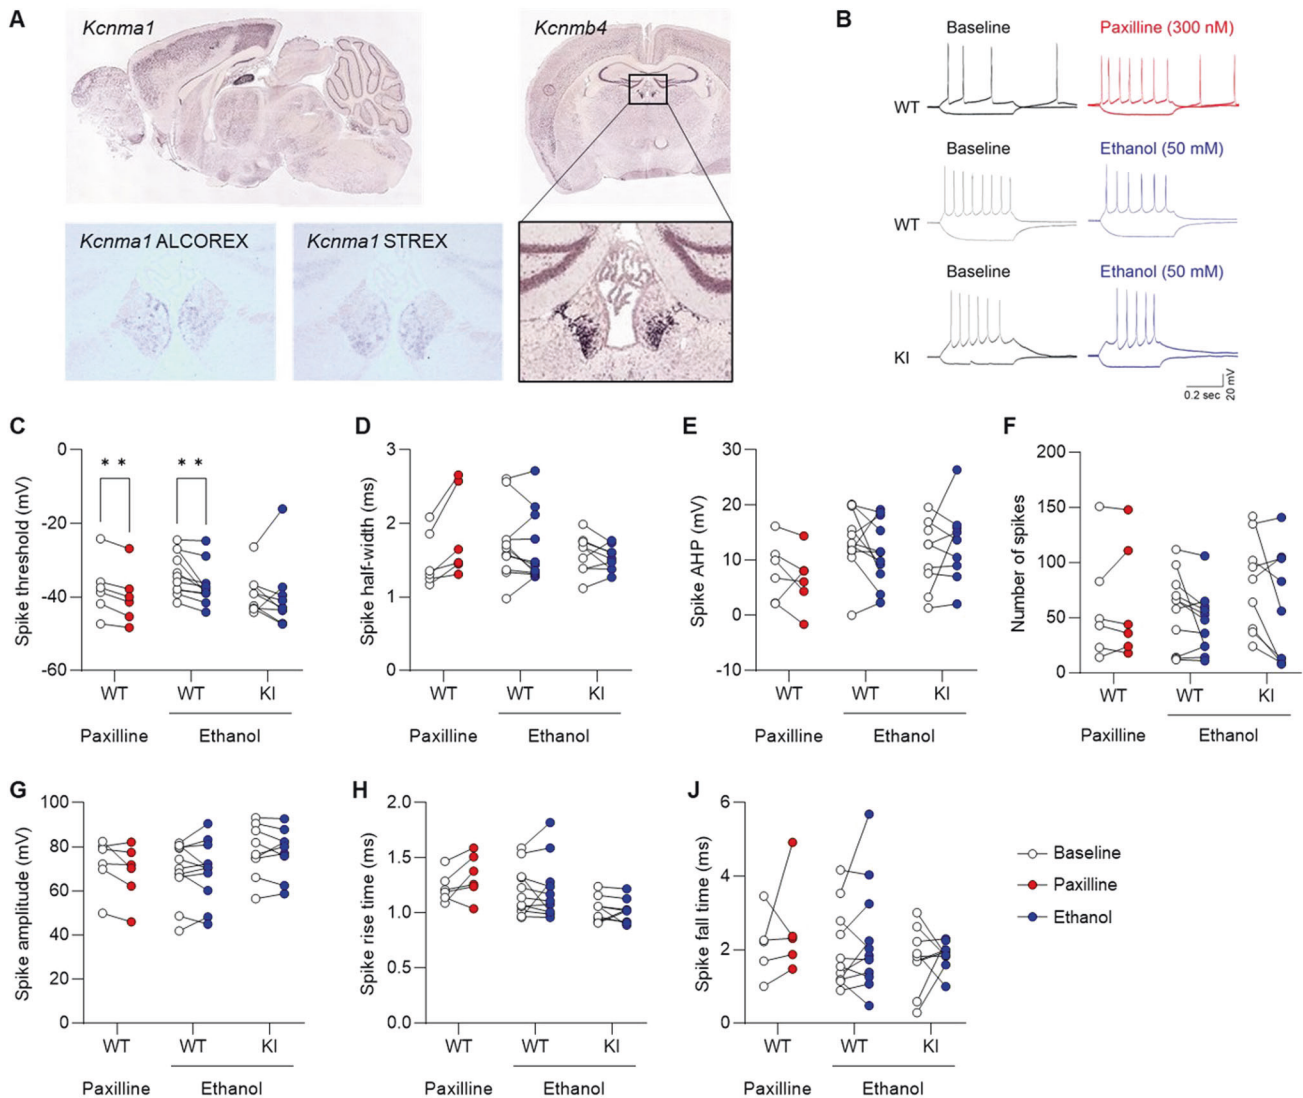 A
Kcnma1
Kcnmb4
Kcnma1 ALCOREX
Kcnma1 STREX
B
Baseline
Paxilline (300 nM)
WT
Baseline
Ethanol (50 mM)
WT
Baseline
Ethanol (50 mM)
KI
0.2 sec
20 mV
C
Spike threshold (mV)
0
-20
-40
-60
* *
* *
WT
WT
KI
Paxilline
Ethanol
D
Spike half-width (ms)
3
2
1
0
WT
WT
KI
Paxilline
Ethanol
E
Spike AHP (mV)
30
20
10
0
-10
WT
WT
KI
Paxilline
Ethanol
F
Number of spikes
200
150
100
50
0
WT
WT
KI
Paxilline
Ethanol
G
Spike amplitude (mV)
100
80
60
40
80
0
WT
WT
KI
Paxilline
Ethanol
H
Spike rise time (ms)
2.0
1.5
1.0
0.5
0.0
WT
WT
KI
Paxilline
Ethanol
J
Spike fall time (ms)
6
4
2
0
WT
WT
KI
Paxilline
Ethanol
Baseline
Paxilline
Ethanol